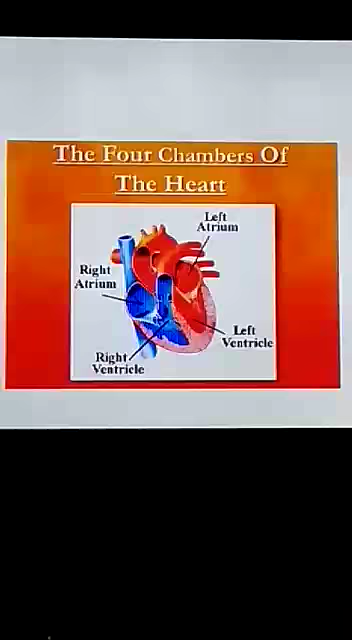 The Four Chambers Of
The Heart
Left
Atrium
Right
Atrium
Left
Ventricle
Right
Ventricle